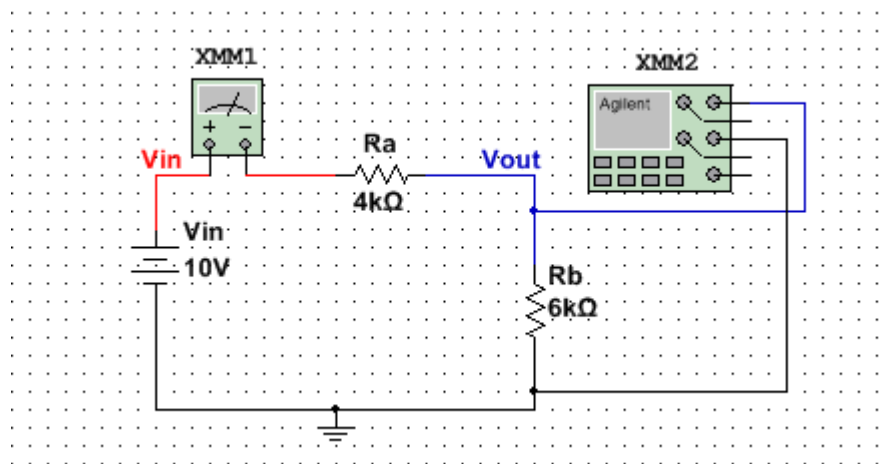 XMM1
XMM2
Agilent
+ −
Ra
Vin
Vout
4kΩ
Vin
10V
Rb
6kΩ